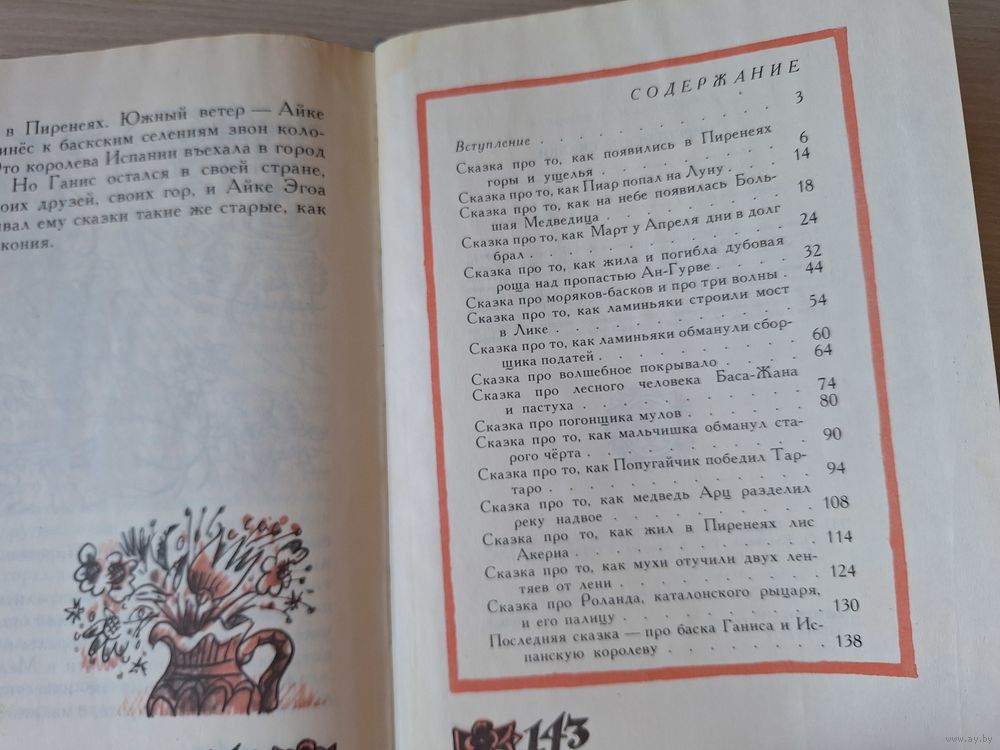 в Пиренеях. Южный ветер — Айке
инёс к баскским селениям звон коло-
Это королева Испании въехала в город
Но Ганис остался в своей стране,
оих друзей, своих гор, и Айке Эгоа
вал ему сказки такие же старые, как
кония.
СОДЕРЖАНИЕ
Вступление . . . . . . . . 3
Сказка про то, как появились в Пиренеях
горы и ущелья . . . . . . . 6
Сказка про то, как Пиар попал на Луну . 14
Сказка про то, как на небе появилась Боль-
шая Медведица . . . . . . . 18
Сказка про то, как Март у Апреля дни в долг
брал . . . . . . . . . 24
Сказка про то, как жила и погибла дубовая
роща над пропастью Ан-Гурве . . . . 32
Сказка про моряков-басков и про три волны . 44
Сказка про то, как ламиньяки строили мост
в Лике . . . . . . . . . 54
Сказка про то, как ламиньяки обманули сбор-
щика податей . . . . . . . 60
Сказка про волшебное покрывало . . . . 64
Сказка про лесного человека Баса-Жана
и пастуха . . . . . . . . 74
Сказка про погонщика мулов . . . . . 80
Сказка про то, как мальчишка обманул ста-
рого чёрта . . . . . . . . 90
Сказка про то, как Попугайчик победил Тар-
таро . . . . . . . . . 94
Сказка про то, как медведь Арц разделил
реку надвое . . . . . . . . 108
Сказка про то, как жил в Пиренеях лис
Акериа . . . . . . . . . 114
Сказка про то, как мухи отучили двух лен-
тяев от лени . . . . . . . 124
Сказка про Роланда, каталонского рыцаря,
и его палицу . . . . . . . 130
Последняя сказка — про баска Ганиса и Ис-
панскую королеву . . . . . . 138
143
www.ay.by